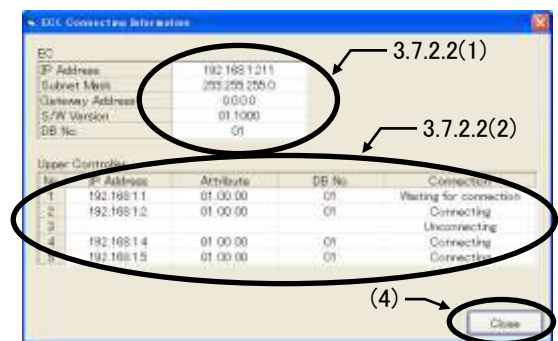 Connecting Information
EC
3.7.2.2(1)
IP Address 192.168.1.211
Subnet Mask 255.255.255.0
Gateway Address 0.0.0.0
S/W Version 01.1000
DB No. 01
3.7.2.2(2)
Upper Controller
No. IP Address Attribute DB No. Connection
1 192.168.1.1 01.00.00 01 Waiting for connection
2 192.168.1.2 01.00.00 01 Connecting
3 Unconnecting
4 192.168.1.4 01.00.00 01 Connecting
5 192.168.1.5 01.00.00 01 Connecting
(4)
Close